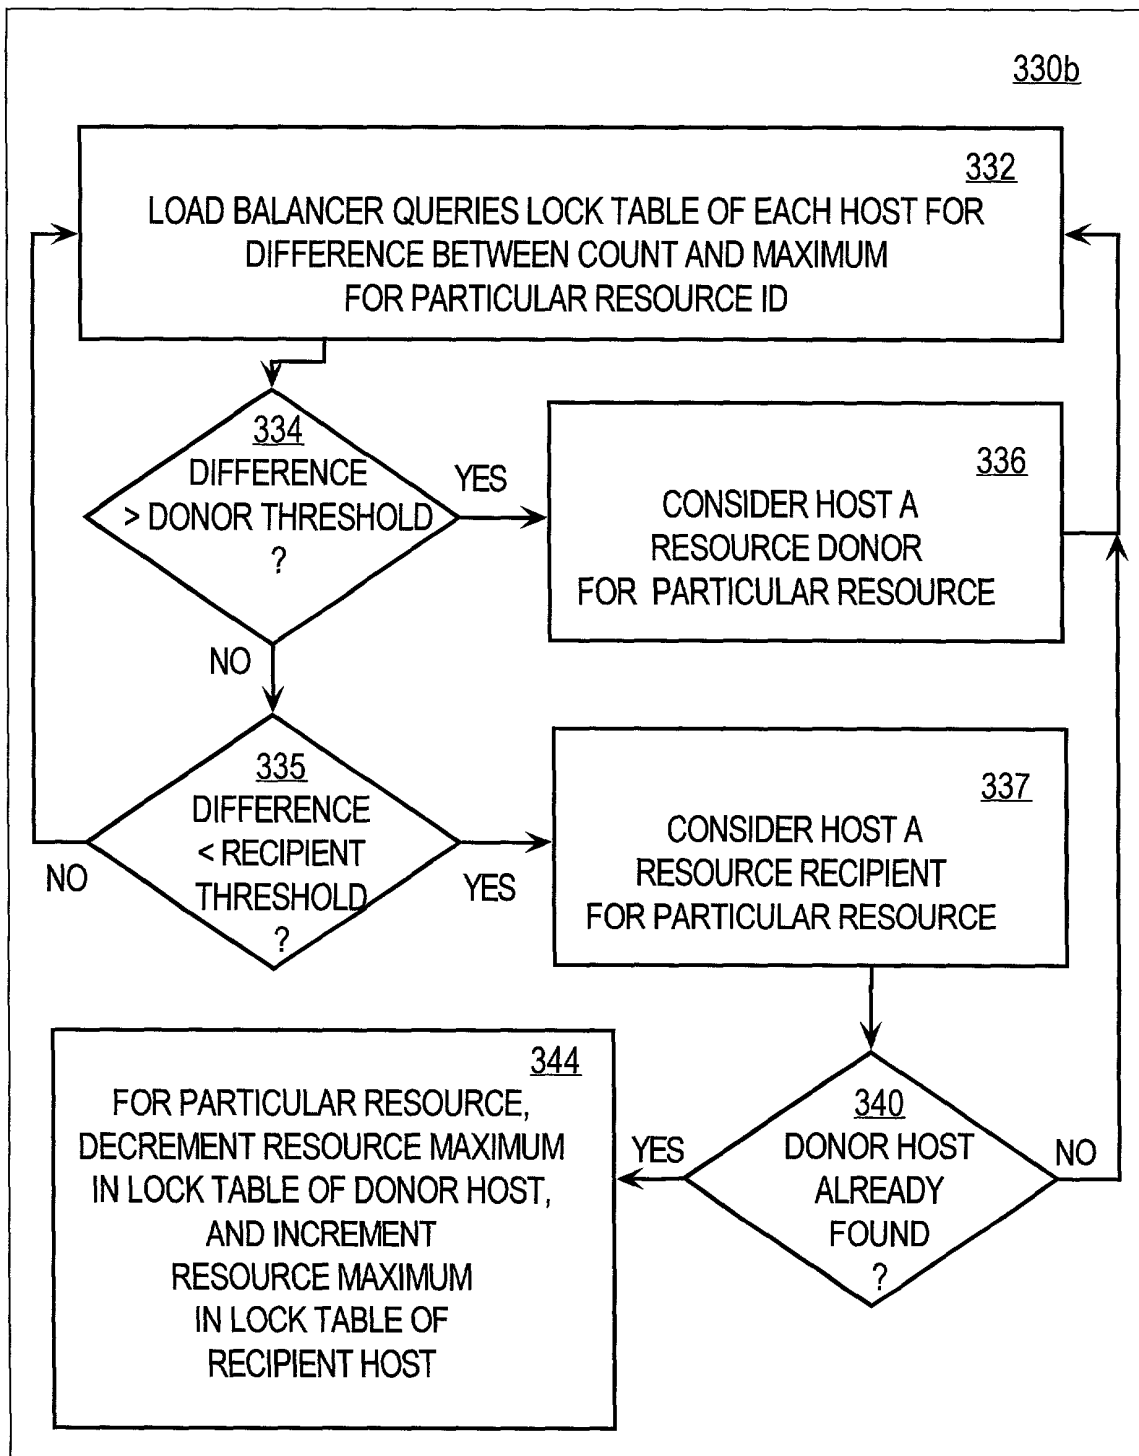 330b
332
LOAD BALANCER QUERIES LOCK TABLE OF EACH HOST FOR
DIFFERENCE BETWEEN COUNT AND MAXIMUM
FOR PARTICULAR RESOURCE ID
334
DIFFERENCE
> DONOR THRESHOLD
?
YES
NO
336
CONSIDER HOST A
RESOURCE DONOR
FOR PARTICULAR RESOURCE
335
DIFFERENCE
< RECIPIENT
THRESHOLD
?
NO
YES
337
CONSIDER HOST A
RESOURCE RECIPIENT
FOR PARTICULAR RESOURCE
340
DONOR HOST
ALREADY
FOUND
?
YES
NO
344
FOR PARTICULAR RESOURCE,
DECREMENT RESOURCE MAXIMUM
IN LOCK TABLE OF DONOR HOST,
AND INCREMENT
RESOURCE MAXIMUM
IN LOCK TABLE OF
RECIPIENT HOST